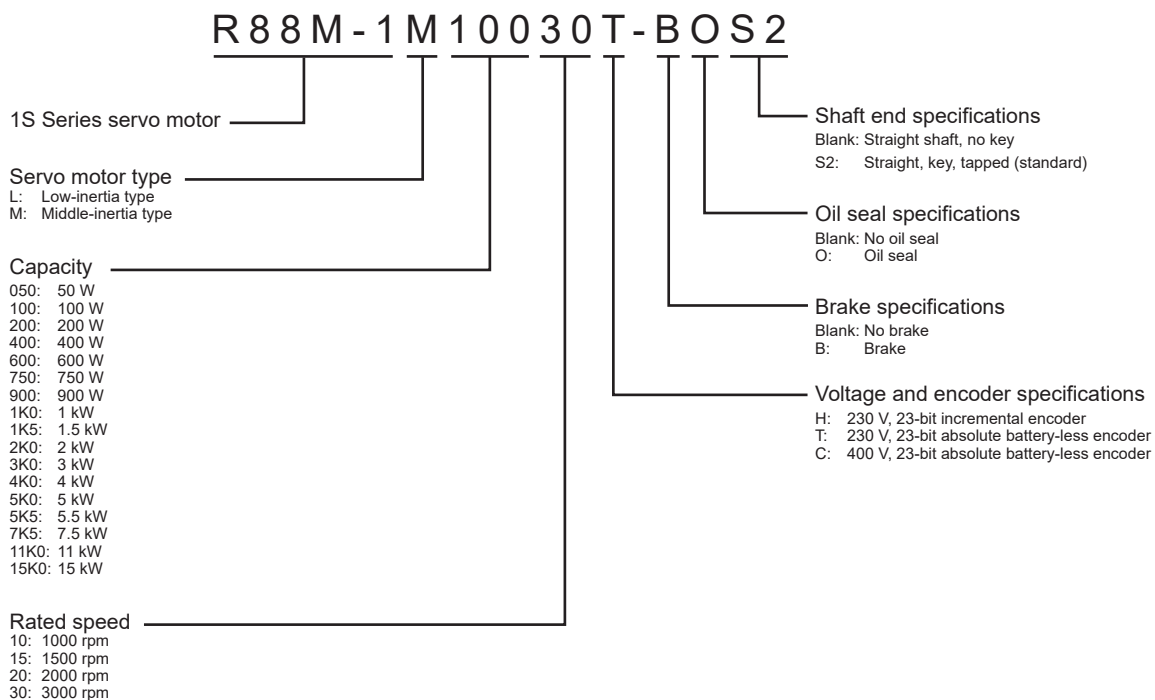 R88M-1M10030T-BOS2
1S Series servo motor
Servo motor type
L: Low-inertia type
M: Middle-inertia type
Capacity
050: 50 W
100: 100 W
200: 200 W
400: 400 W
600: 600 W
750: 750 W
900: 900 W
1K0: 1 kW
1K5: 1.5 kW
2K0: 2 kW
3K0: 3 kW
4K0: 4 kW
5K0: 5 kW
5K5: 5.5 kW
7K5: 7.5 kW
11K0: 11 kW
15K0: 15 kW
Rated speed
10: 1000 rpm
15: 1500 rpm
20: 2000 rpm
30: 3000 rpm
Shaft end specifications
Blank: Straight shaft, no key
S2: Straight, key, tapped (standard)
Oil seal specifications
Blank: No oil seal
O: Oil seal
Brake specifications
Blank: No brake
B: Brake
Voltage and encoder specifications
H: 230 V, 23-bit incremental encoder
T: 230 V, 23-bit absolute battery-less encoder
C: 400 V, 23-bit absolute battery-less encoder